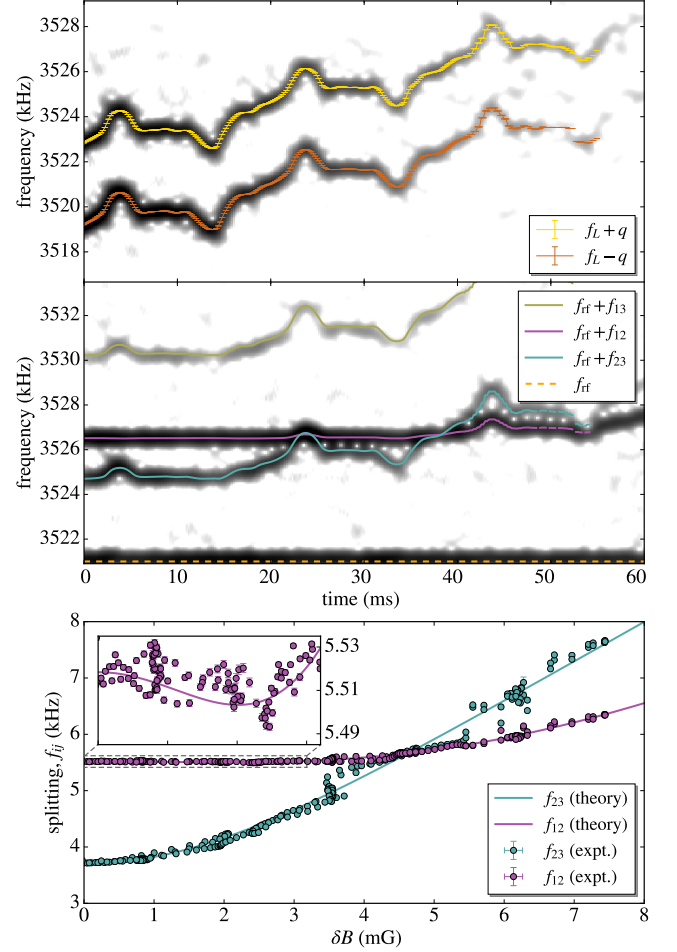 3528
3526
3524
3522
3520
3518
frequency (kHz)
f_L + q
f_L − q
3532
3530
3528
3526
3524
3522
frequency (kHz)
f_rf + f_13
f_rf + f_12
f_rf + f_23
f_rf
0 10 20 30 40 50 60
time (ms)
8
7
6
5
4
3
splitting, f_ij (kHz)
5.53
5.51
5.49
f_23 (theory)
f_12 (theory)
f_23 (expt.)
f_12 (expt.)
0 1 2 3 4 5 6 7 8
δB (mG)